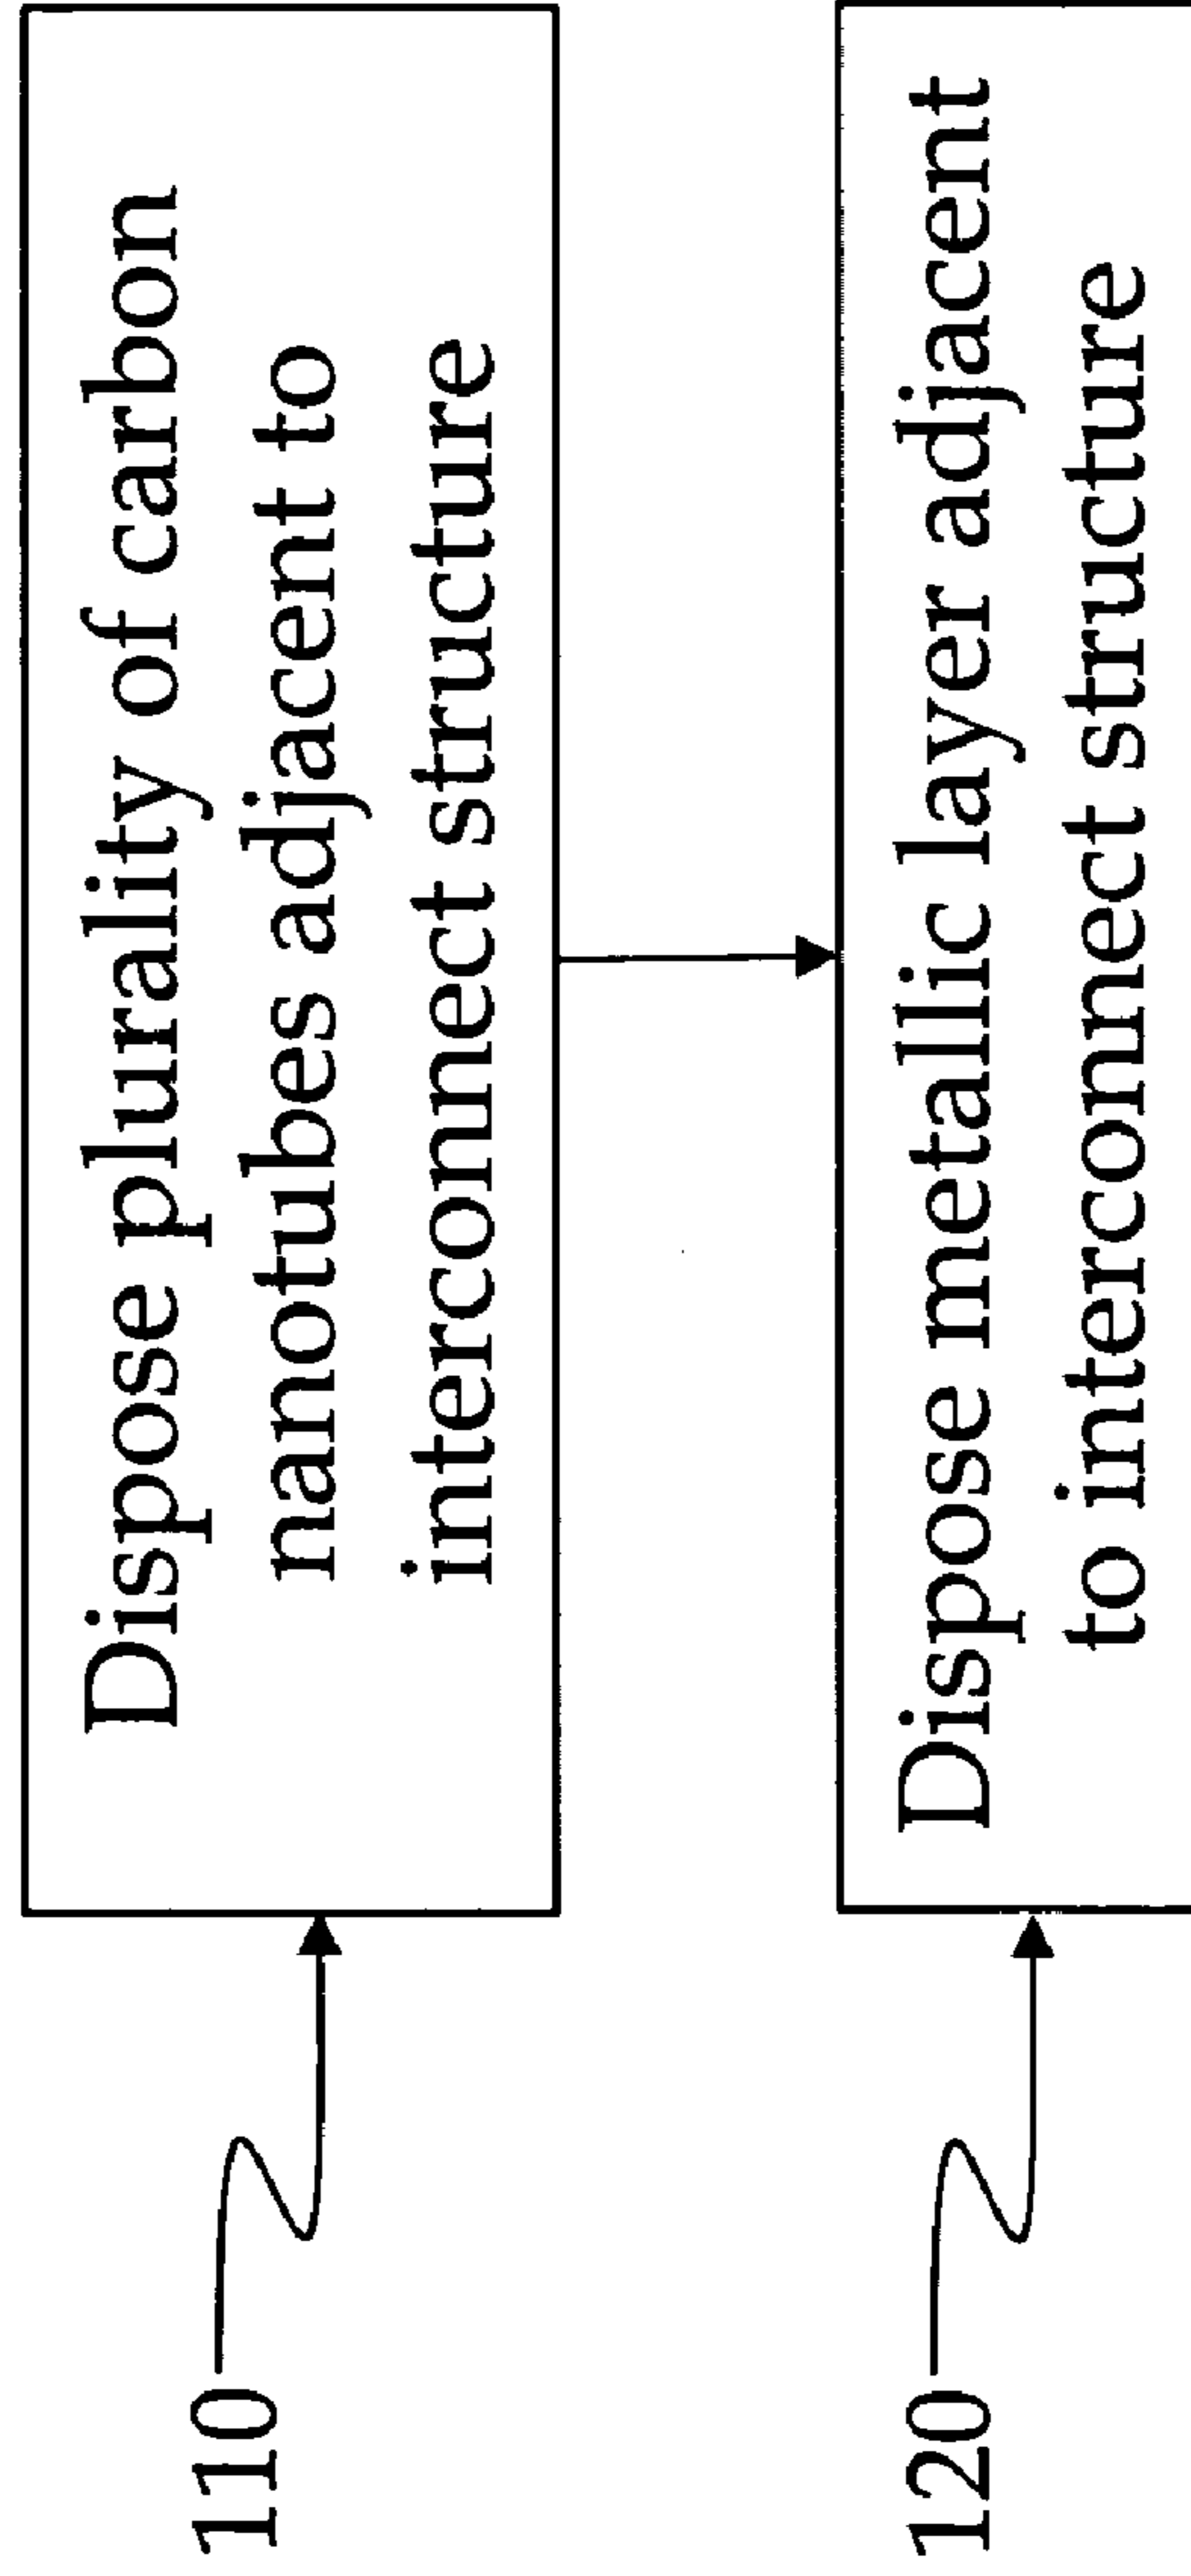 110
Dispose plurality of carbon
nanotubes adjacent to
interconnect structure
120
Dispose metallic layer adjacent
to interconnect structure